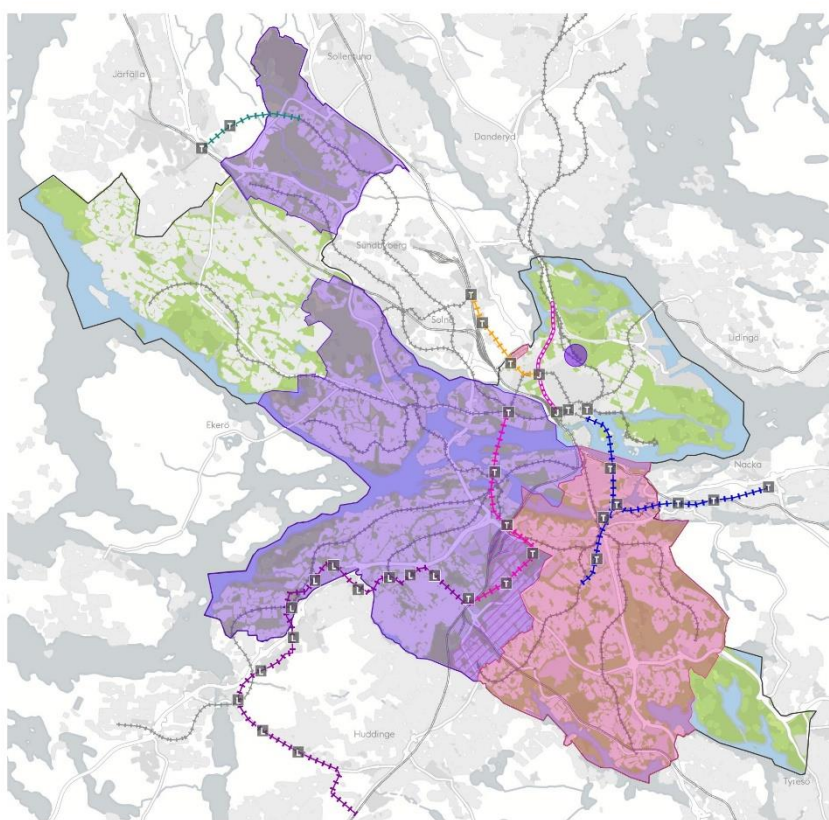 Sollentuna
Järfälla
Danderyd
Sundbyberg
T
T
T
Solna
T
Lidingö
T
J
T
J
T
T
Ekerö
T
T
Nacka
T
T
T
T
T
T
T
T
T
L
L
L
L
L
L
L
T
T
L
L
L
L
L
Huddinge
L
Tyresö